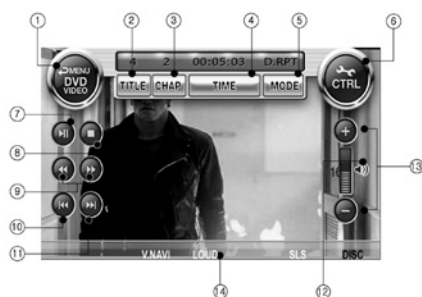 ① ② ③ ④ ⑤ ⑥
4 2 00:05:03 D.RPT
MENU
DVD
VIDEO
TITLE CHAP TIME MODE
CTRL
⑦
⑧
⑨
⑩
⑪
⑬
V.NAVI LOUD SLS DISC
⑭ ⑫